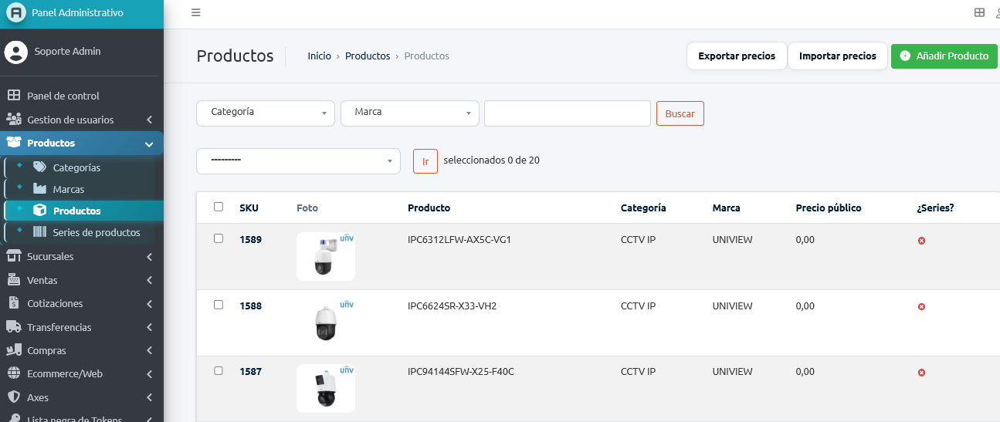 Panel Administrativo
Soporte Admin
Panel de control
Gestion de usuarios
Productos
Categorías
Marcas
Productos
Series de productos
Sucursales
Ventas
Cotizaciones
Transferencias
Compras
Ecommerce/Web
Axes
Lista negra de Tokens
Productos
Inicio › Productos › Productos
Exportar precios
Importar precios
Añadir Producto
Categoría
Marca
Buscar
---------
Ir
seleccionados 0 de 20
SKU Foto Producto Categoría Marca Precio público ¿Series?
1589 unv IPC6312LFW-AX5C-VG1 CCTV IP UNIVIEW 0,00
1588 unv IPC6624SR-X33-VH2 CCTV IP UNIVIEW 0,00
1587 unv IPC94144SFW-X25-F40C CCTV IP UNIVIEW 0,00